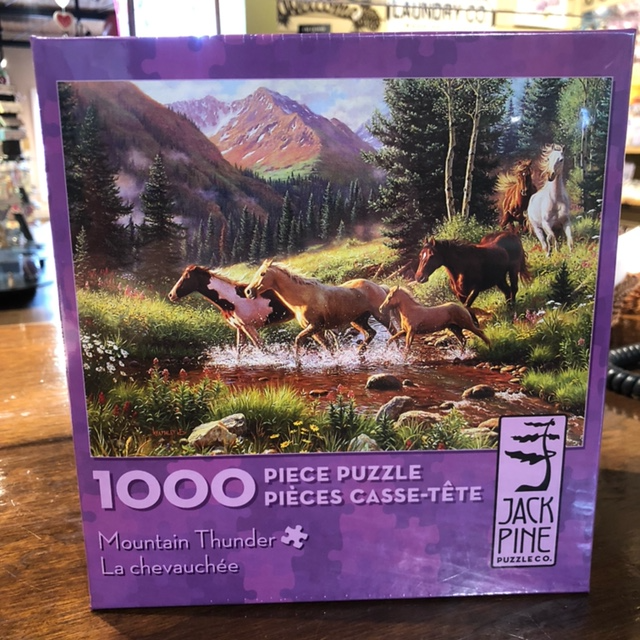 LAUNDRY CO
1000 PIECE PUZZLE
PIÈCES CASSE-TÊTE
Mountain Thunder
La chevauchée
JACK
PINE
PUZZLE CO.